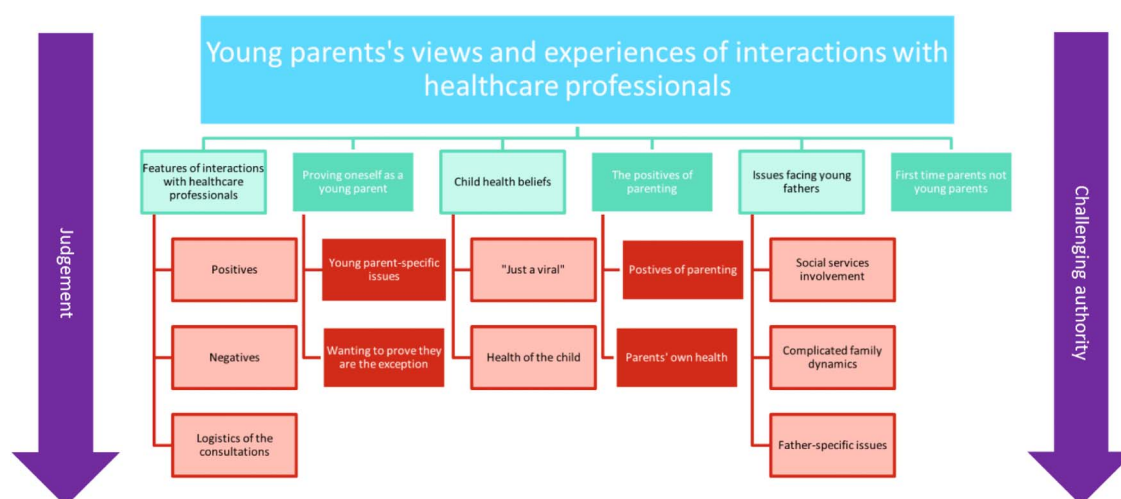 Young parents's views and experiences of interactions with
healthcare professionals
Judgement
Challenging authority
Features of interactions
with healthcare
professionals
Proving oneself as a
young parent
Child health beliefs
The positives of
parenting
Issues facing young
fathers
First time parents not
young parents
Positives
Young parent-specific
issues
"Just a viral"
Postives of parenting
Social services
involvement
Negatives
Wanting to prove they
are the exception
Health of the child
Parents' own health
Complicated family
dynamics
Logistics of the
consultations
Father-specific issues